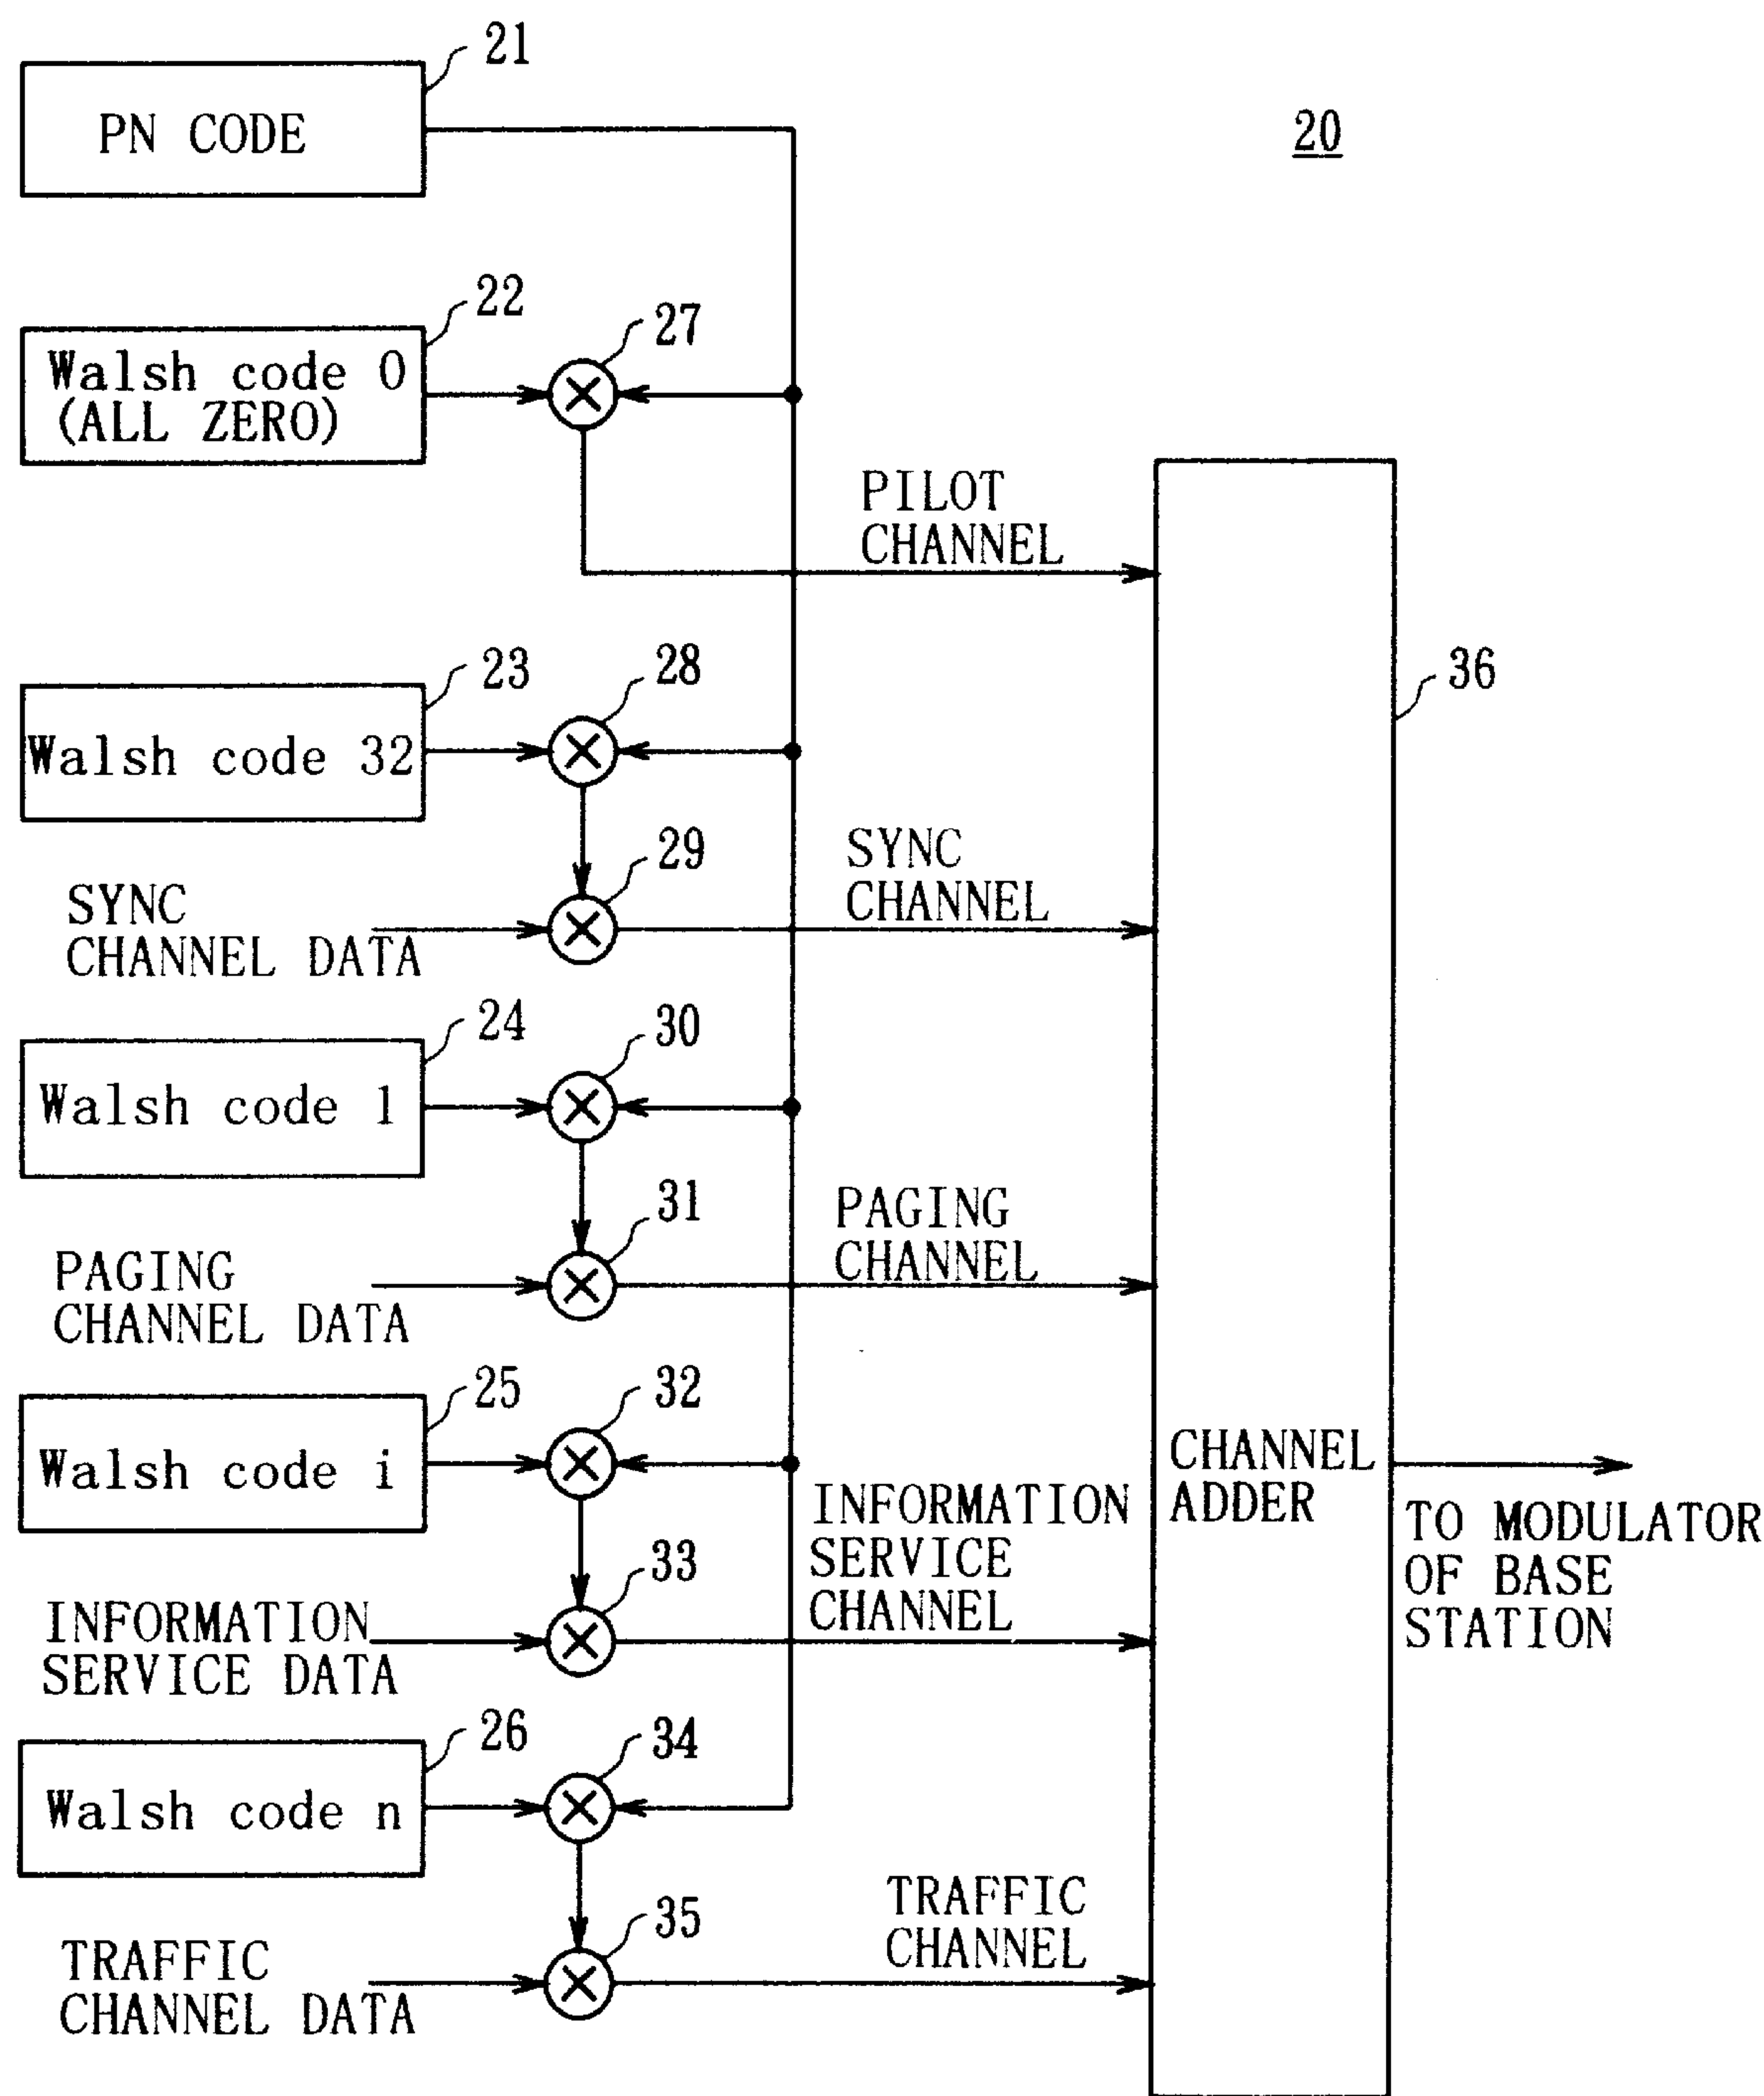 21
PN CODE
20
22
Walsh code 0
(ALL ZERO)
27
PILOT
CHANNEL
23
Walsh code 32
28
36
29
SYNC
CHANNEL DATA
SYNC
CHANNEL
24
Walsh code 1
30
31
PAGING
CHANNEL DATA
PAGING
CHANNEL
25
Walsh code i
32
33
INFORMATION
SERVICE DATA
INFORMATION
SERVICE
CHANNEL
CHANNEL
ADDER
TO MODULATOR
OF BASE
STATION
26
Walsh code n
34
35
TRAFFIC
CHANNEL DATA
TRAFFIC
CHANNEL